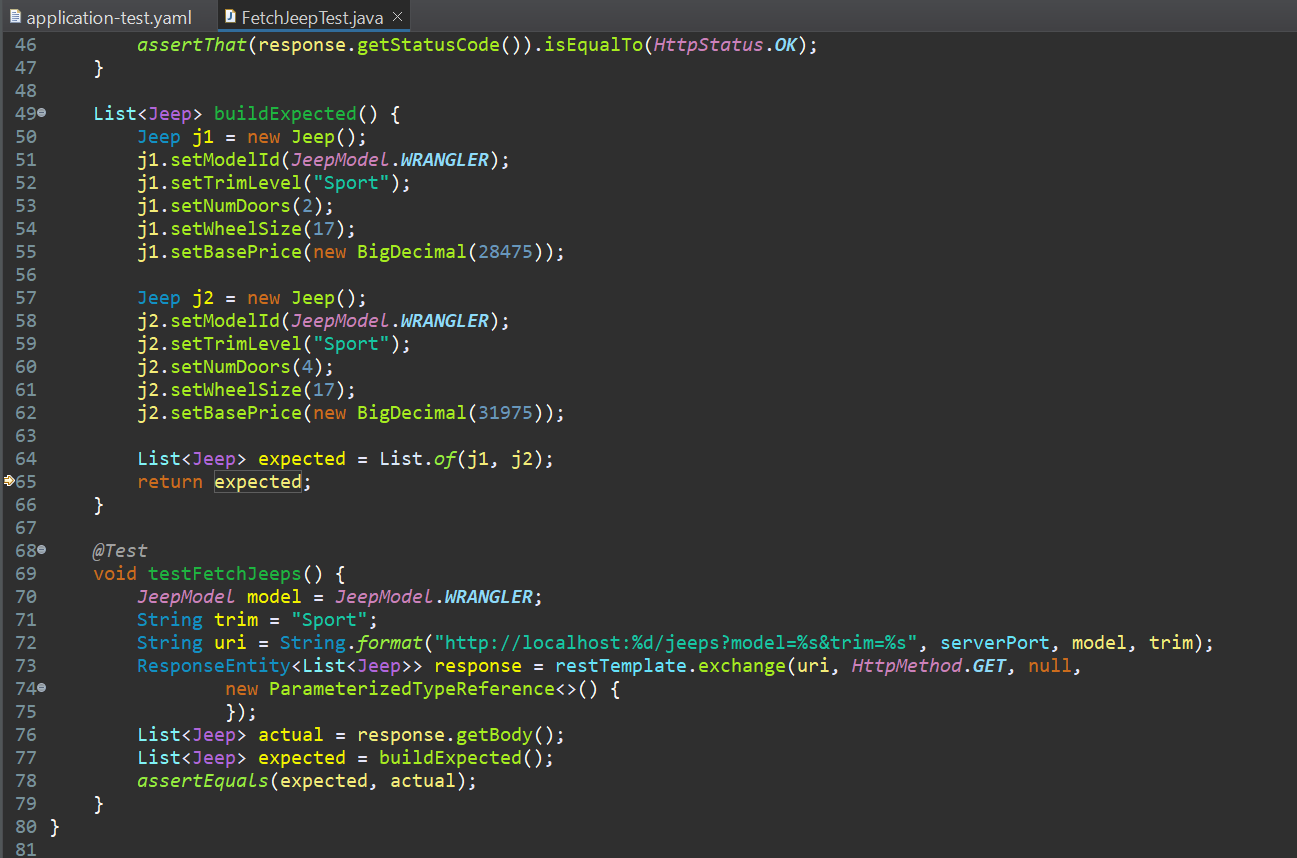 application-test.yaml FetchJeepTest.java
46         assertThat(response.getStatusCode()).isEqualTo(HttpStatus.OK);
47     }
48
49     List<Jeep> buildExpected() {
50         Jeep j1 = new Jeep();
51         j1.setModelId(JeepModel.WRANGLER);
52         j1.setTrimLevel("Sport");
53         j1.setNumDoors(2);
54         j1.setWheelSize(17);
55         j1.setBasePrice(new BigDecimal(28475));
56
57         Jeep j2 = new Jeep();
58         j2.setModelId(JeepModel.WRANGLER);
59         j2.setTrimLevel("Sport");
60         j2.setNumDoors(4);
61         j2.setWheelSize(17);
62         j2.setBasePrice(new BigDecimal(31975));
63
64         List<Jeep> expected = List.of(j1, j2);
65         return expected;
66     }
67
68     @Test
69     void testFetchJeeps() {
70         JeepModel model = JeepModel.WRANGLER;
71         String trim = "Sport";
72         String uri = String.format("http://localhost:%d/jeeps?model=%s&trim=%s", serverPort, model, trim);
73         ResponseEntity<List<Jeep>> response = restTemplate.exchange(uri, HttpMethod.GET, null,
74                 new ParameterizedTypeReference<>() {
75                 });
76         List<Jeep> actual = response.getBody();
77         List<Jeep> expected = buildExpected();
78         assertEquals(expected, actual);
79     }
80 }
81